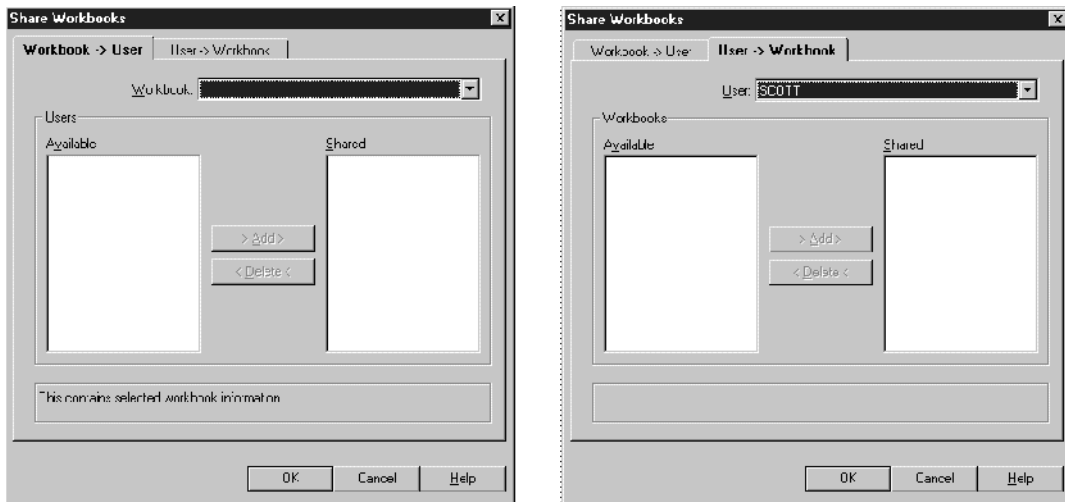 Share Workbooks
Workbook -> User
User -> Workbook
Workbook:
Users
Available
Shared
> Add >
< Delete <
This contains selected workbook information
OK
Cancel
Help
Share Workbooks
Workbook -> User
User -> Workbook
User: SCOTT
Workbooks
Available
Shared
> Add >
< Delete <
OK
Cancel
Help